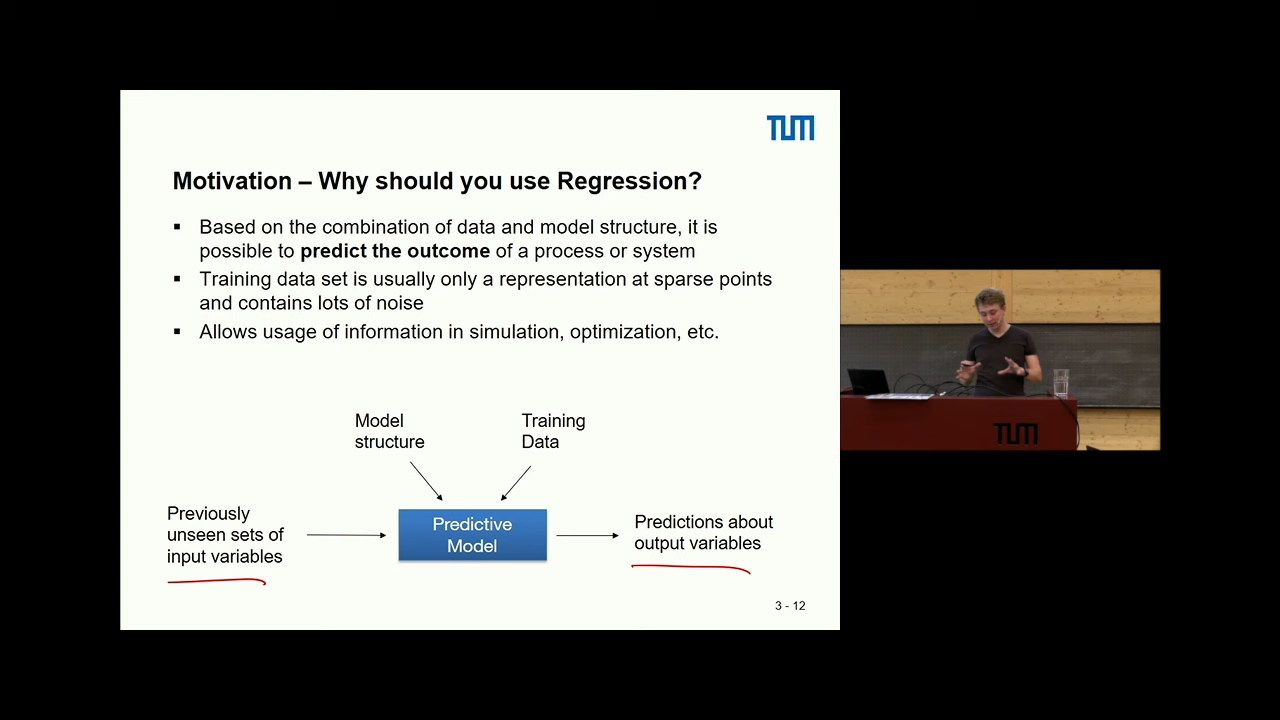 TUM
Motivation – Why should you use Regression?
▪ Based on the combination of data and model structure, it is
possible to predict the outcome of a process or system
▪ Training data set is usually only a representation at sparse points
and contains lots of noise
▪ Allows usage of information in simulation, optimization, etc.
Model
structure
Training
Data
Previously
unseen sets of
input variables
Predictive
Model
Predictions about
output variables
3 - 12
TUM